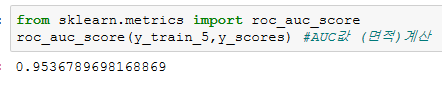 from sklearn.metrics import roc_auc_score
roc_auc_score(y_train_5,y_scores) #AUC값 (면적)계산
0.9536789698168869